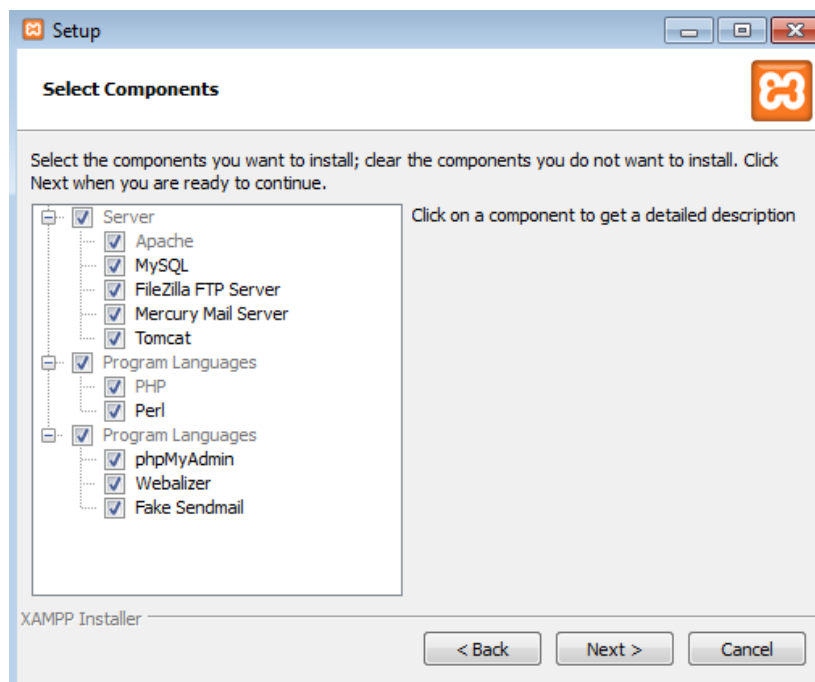 Setup
Select Components
Select the components you want to install; clear the components you do not want to install. Click
Next when you are ready to continue.
Click on a component to get a detailed description
Server
Apache
MySQL
FileZilla FTP Server
Mercury Mail Server
Tomcat
Program Languages
PHP
Perl
Program Languages
phpMyAdmin
Webalizer
Fake Sendmail
XAMPP Installer
< Back
Next >
Cancel